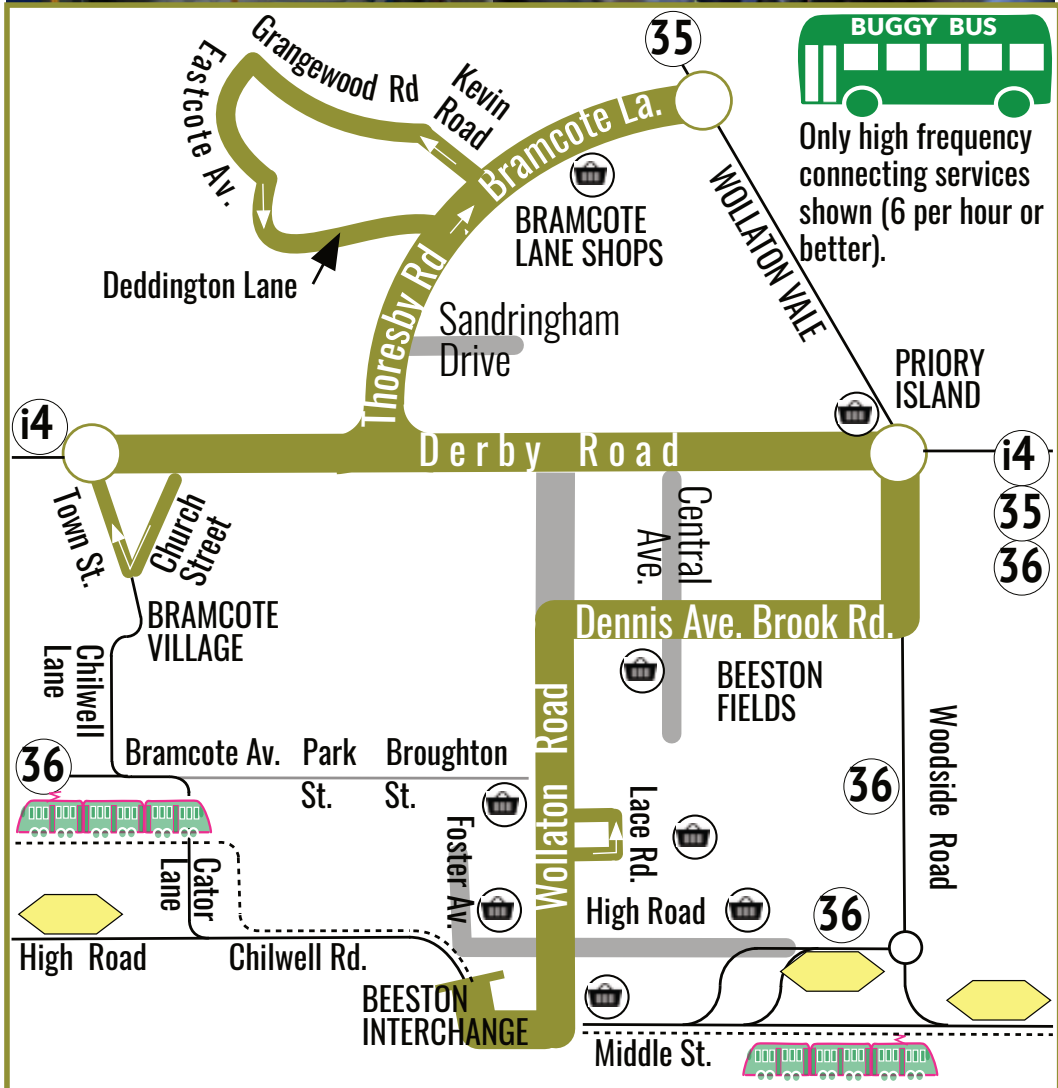 35
BUGGY BUS
Only high frequency
connecting services
shown (6 per hour or
better).
Grangewood Rd
Kevin
Road
Eastcote Av.
Bramcote La.
BRAMCOTE
LANE SHOPS
WOLLATON VALE
Deddington Lane
Thoresby Rd
Sandringham
Drive
PRIORY
ISLAND
i4
Derby Road
i4
35
36
Town St.
Church
Street
Central
Ave.
BRAMCOTE
VILLAGE
Dennis Ave. Brook Rd.
Chilwell
Lane
BEESTON
FIELDS
Wollaton Road
Woodside Road
36
Bramcote Av. Park
St.
Broughton
St.
36
Foster Av.
Lace Rd.
Cator
Lane
High Road
36
High Road
Chilwell Rd.
BEESTON
INTERCHANGE
Middle St.